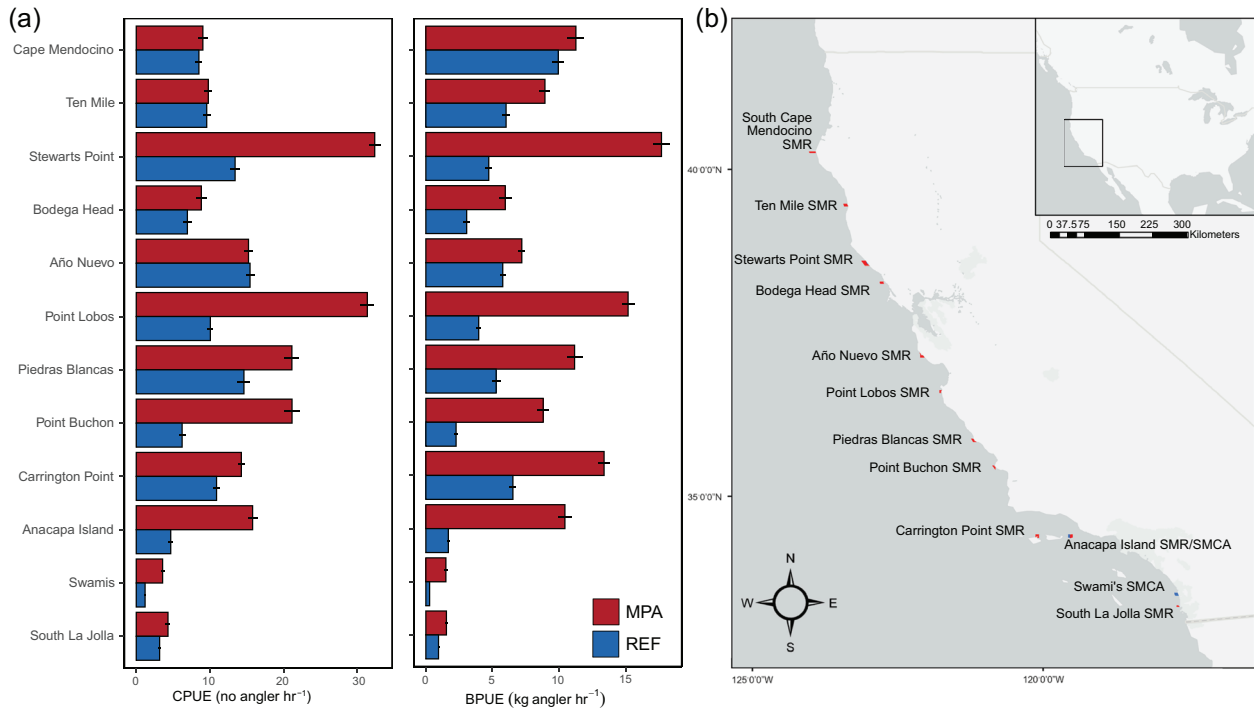 (a)
Cape Mendocino
Ten Mile
Stewarts Point
Bodega Head
Año Nuevo
Point Lobos
Piedras Blancas
Point Buchon
Carrington Point
Anacapa Island
Swamis
South La Jolla
0 10 20 30
CPUE (no angler hr⁻¹)
0 5 10 15
BPUE (kg angler hr⁻¹)
MPA
REF
(b)
40°0'0"N
35°0'0"N
125°0'0"W 120°0'0"W
South Cape
Mendocino
SMR
Ten Mile SMR
Stewarts Point SMR
Bodega Head SMR
Año Nuevo SMR
Point Lobos SMR
Piedras Blancas SMR
Point Buchon SMR
Carrington Point SMR
Anacapa Island SMR/SMCA
Swami's SMCA
South La Jolla SMR
0 37.5 75 150 225 300
Kilometers
N
W E
S